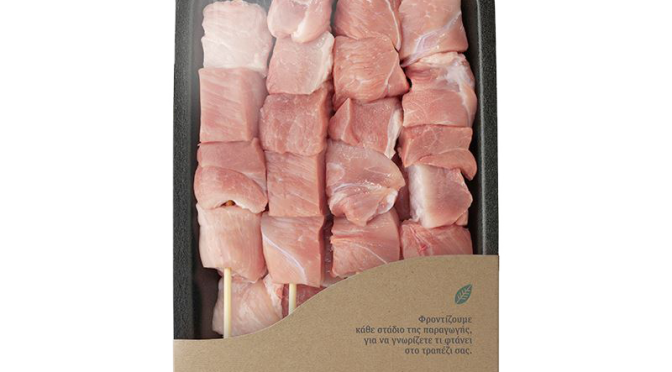 Φροντίζουμε
κάθε στάδιο της παραγωγής,
για να γνωρίζετε τι φτάνει
στο τραπέζι σας.